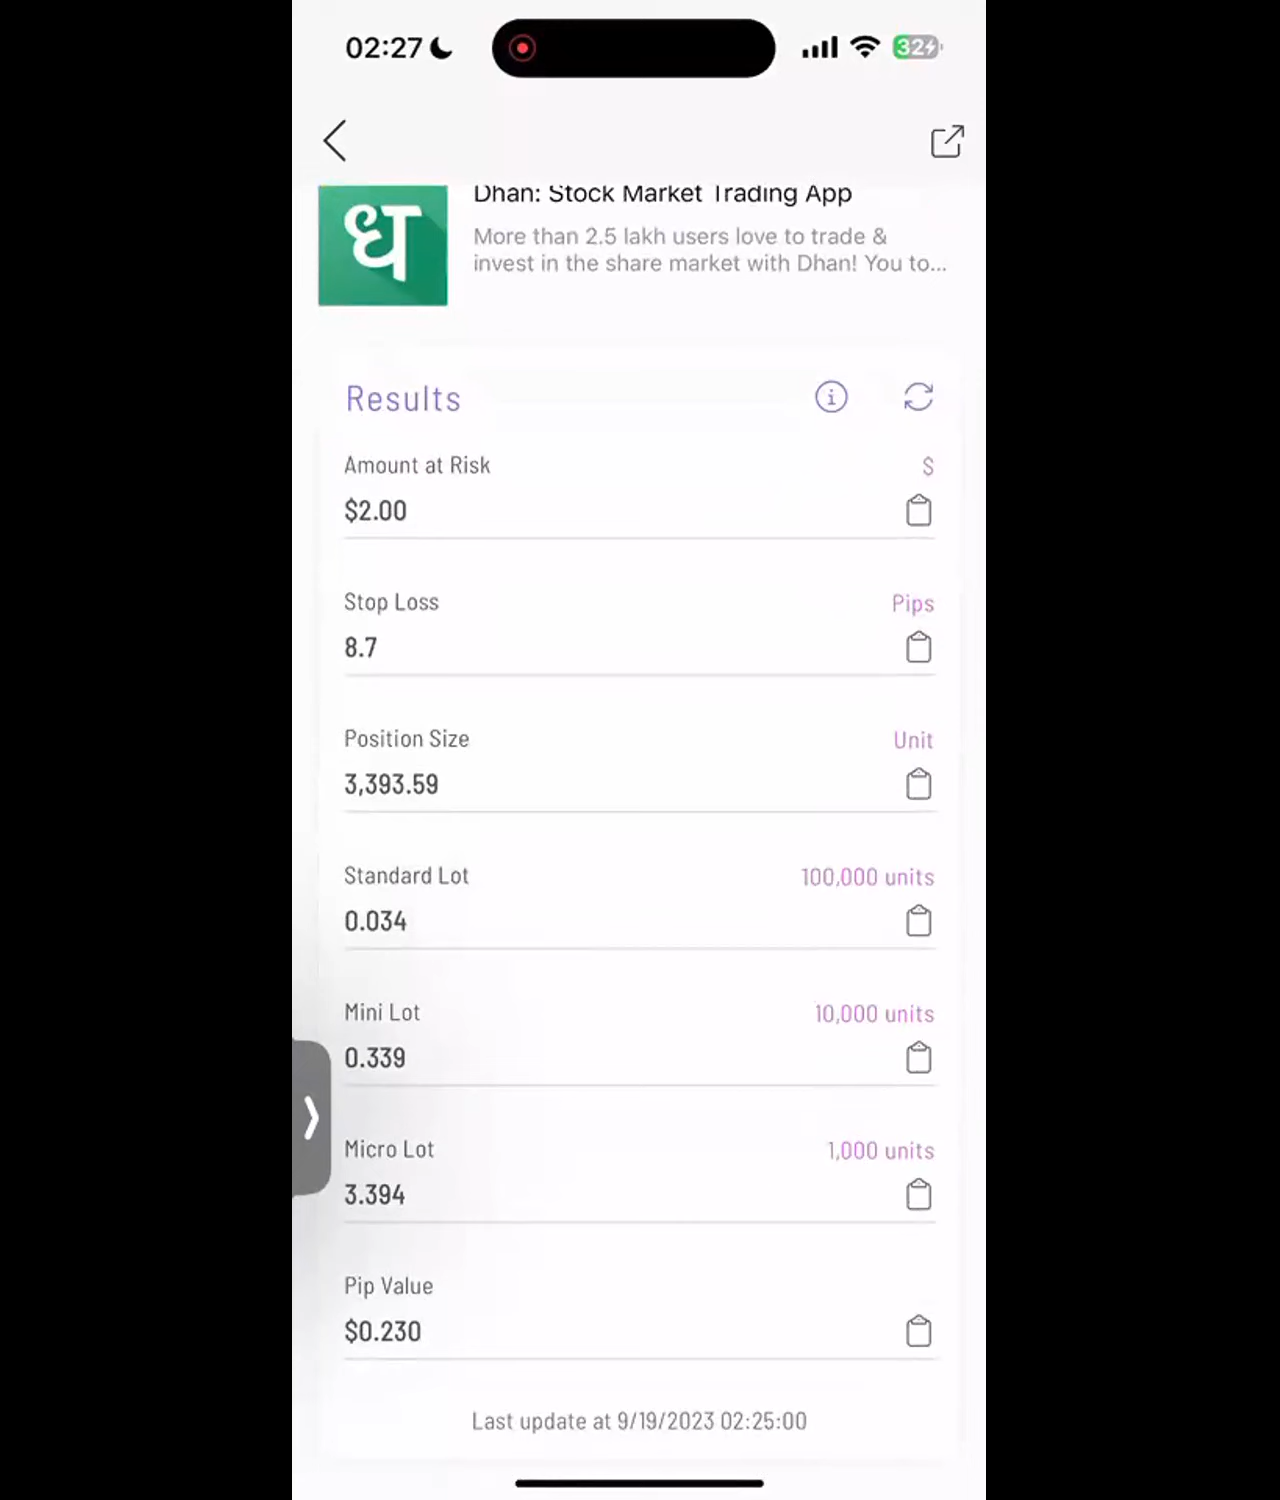 02:27
32
Dhan: Stock Market Trading App
More than 2.5 lakh users love to trade &
invest in the share market with Dhan! You to...
ध
Results
Amount at Risk $
$2.00
Stop Loss Pips
8.7
Position Size Unit
3,393.59
Standard Lot 100,000 units
0.034
Mini Lot 10,000 units
0.339
Micro Lot 1,000 units
3.394
Pip Value
$0.230
Last update at 9/19/2023 02:25:00